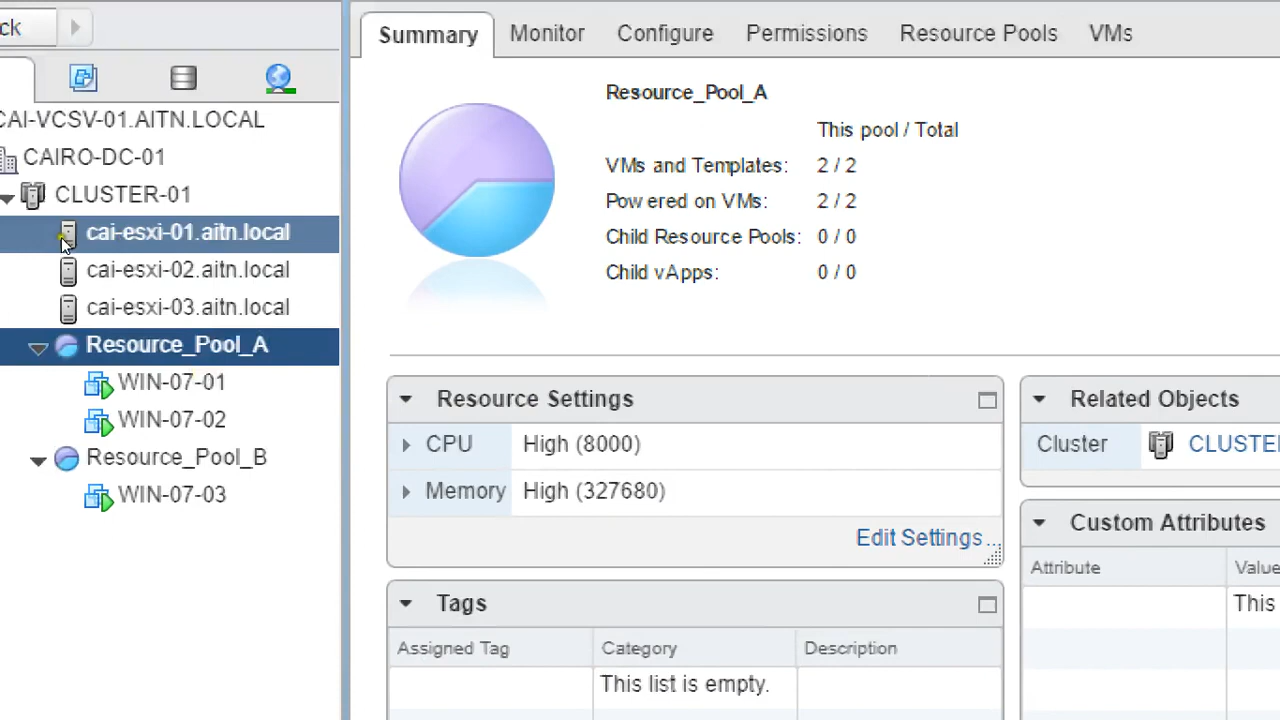 ck
CAI-VCSV-01.AITN.LOCAL
CAIRO-DC-01
CLUSTER-01
cai-esxi-01.aitn.local
cai-esxi-02.aitn.local
cai-esxi-03.aitn.local
Resource_Pool_A
WIN-07-01
WIN-07-02
Resource_Pool_B
WIN-07-03
Summary Monitor Configure Permissions Resource Pools VMs
Resource_Pool_A
This pool / Total
VMs and Templates: 2 / 2
Powered on VMs: 2 / 2
Child Resource Pools: 0 / 0
Child vApps: 0 / 0
Resource Settings
CPU High (8000)
Memory High (327680)
Edit Settings...
Tags
Assigned Tag Category Description
This list is empty.
Related Objects
Cluster CLUSTER
Custom Attributes
Attribute Value
This